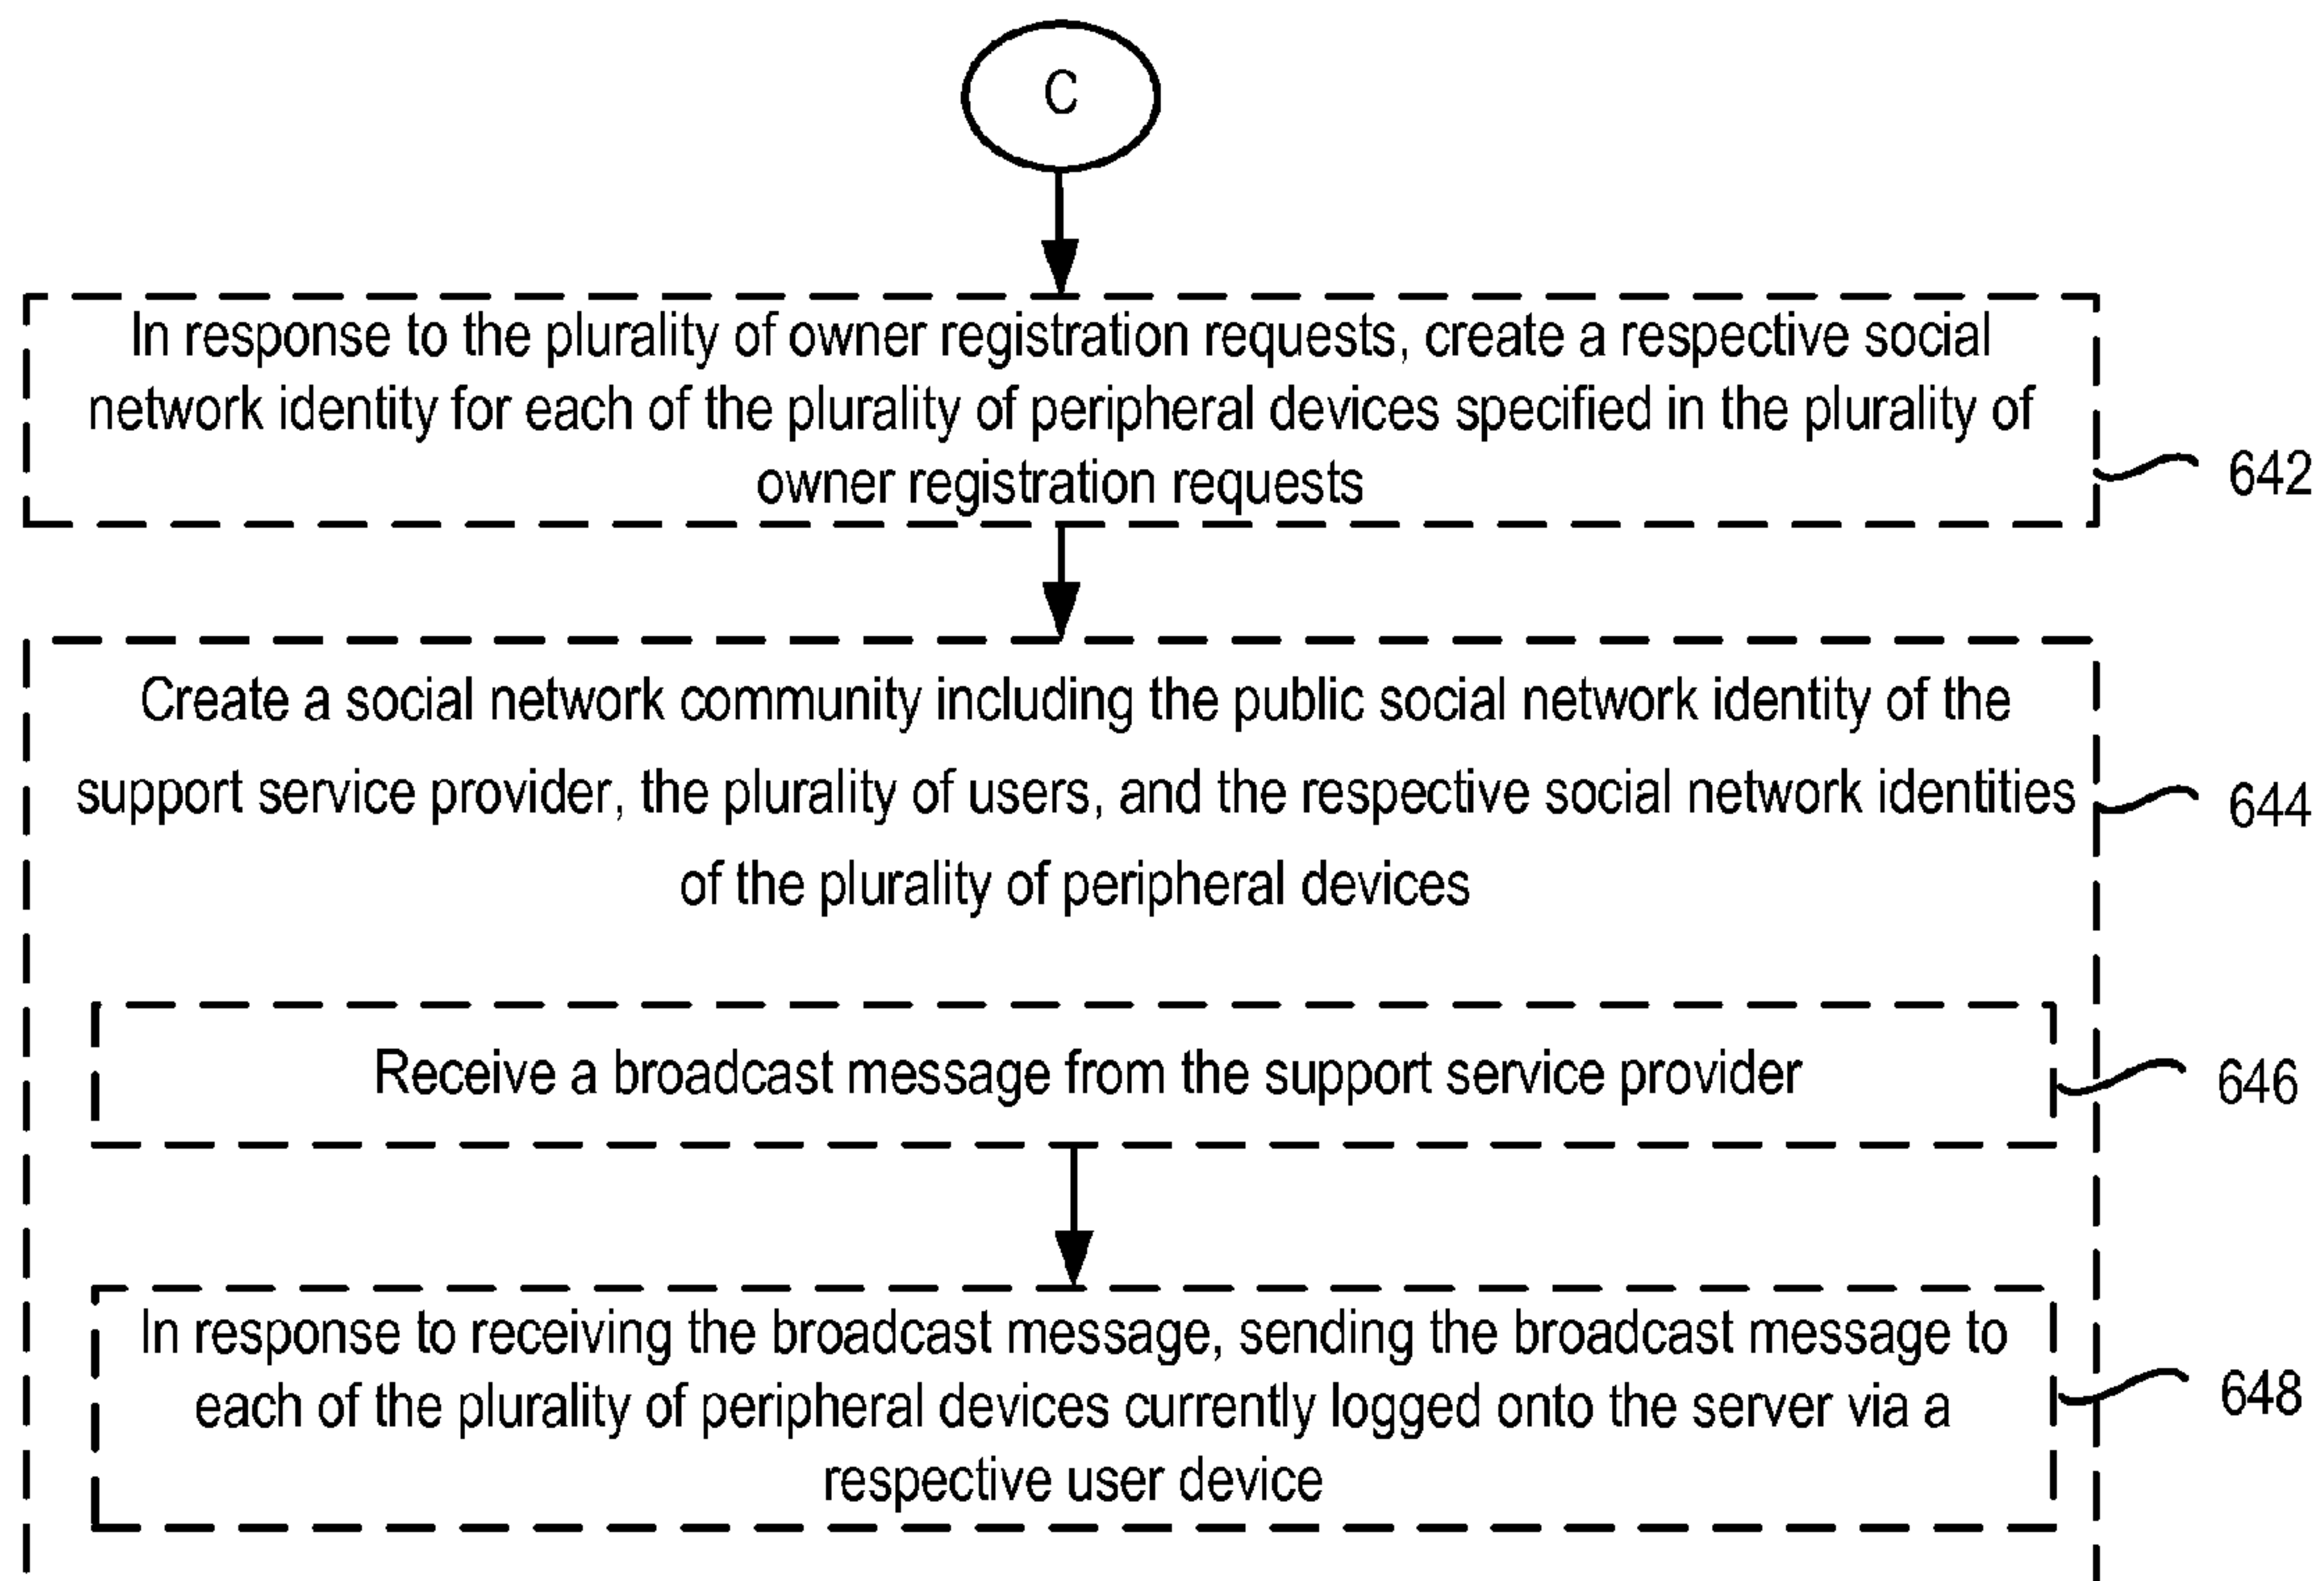 C
In response to the plurality of owner registration requests, create a respective social
network identity for each of the plurality of peripheral devices specified in the plurality of
owner registration requests
642
Create a social network community including the public social network identity of the
support service provider, the plurality of users, and the respective social network identities
of the plurality of peripheral devices
644
Receive a broadcast message from the support service provider
646
In response to receiving the broadcast message, sending the broadcast message to
each of the plurality of peripheral devices currently logged onto the server via a
respective user device
648